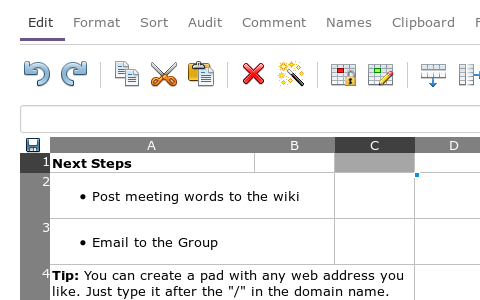 Edit Format Sort Audit Comment Names Clipboard F
A B C D
1 Next Steps
2 • Post meeting words to the wiki
3 • Email to the Group
4 Tip: You can create a pad with any web address you
like. Just type it after the "/" in the domain name.